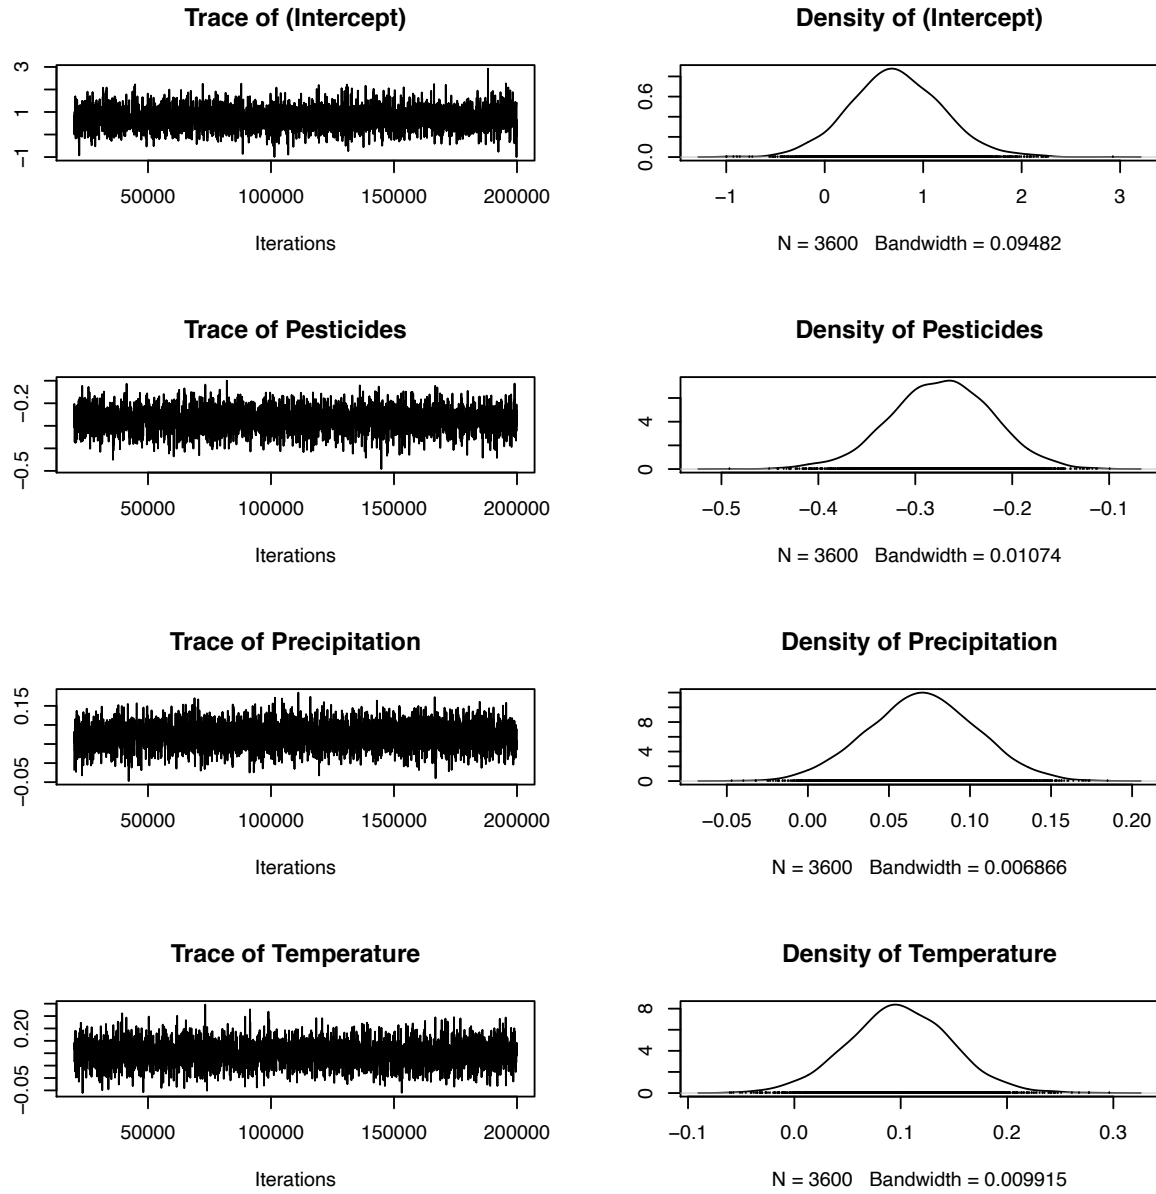 Trace of (Intercept)
3
1
−1
50000 100000 150000 200000
Iterations
Density of (Intercept)
0.6
0.0
−1 0 1 2 3
N = 3600 Bandwidth = 0.09482
Trace of Pesticides
−0.2
−0.5
50000 100000 150000 200000
Iterations
Density of Pesticides
4
0
−0.5 −0.4 −0.3 −0.2 −0.1
N = 3600 Bandwidth = 0.01074
Trace of Precipitation
0.15
−0.05
50000 100000 150000 200000
Iterations
Density of Precipitation
8
4
0
−0.05 0.00 0.05 0.10 0.15 0.20
N = 3600 Bandwidth = 0.006866
Trace of Temperature
0.20
−0.05
50000 100000 150000 200000
Iterations
Density of Temperature
8
4
0
−0.1 0.0 0.1 0.2 0.3
N = 3600 Bandwidth = 0.009915